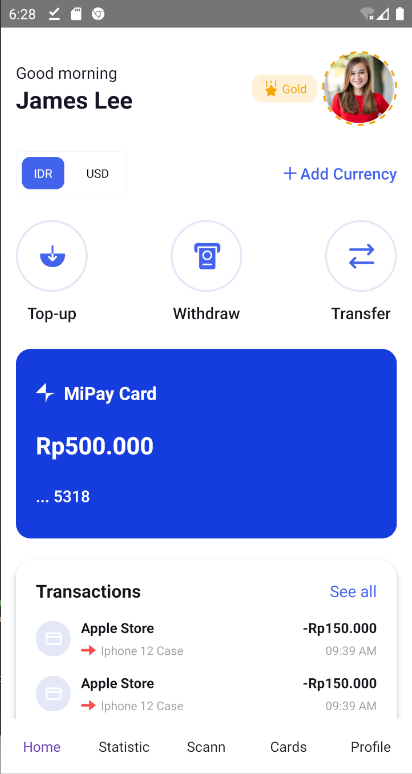 6:28
Good morning
James Lee
Gold
IDR USD
+ Add Currency
Top-up Withdraw Transfer
MiPay Card
Rp500.000
... 5318
Transactions See all
Apple Store -Rp150.000
Iphone 12 Case 09:39 AM
Apple Store -Rp150.000
Iphone 12 Case 09:39 AM
Home Statistic Scann Cards Profile